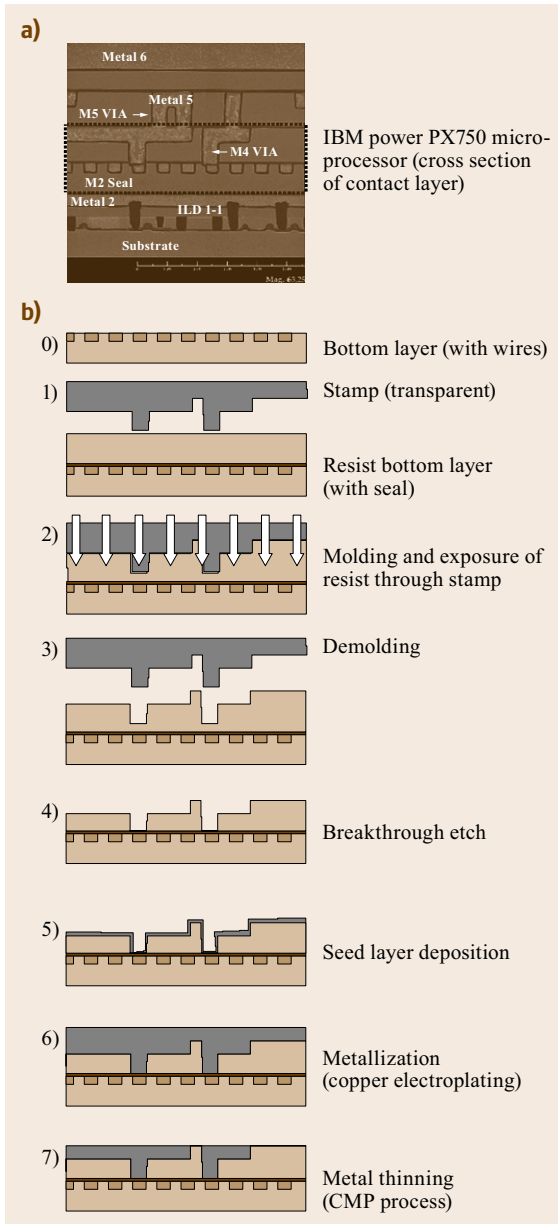 a)
Metal 6
Metal 5
M5 VIA
M4 VIA
M2 Seal
Metal 2
ILD 1-1
Substrate
IBM power PX750 micro-
processor (cross section
of contact layer)
b)
0)
Bottom layer (with wires)
1)
Stamp (transparent)
Resist bottom layer
(with seal)
2)
Molding and exposure of
resist through stamp
3)
Demolding
4)
Breakthrough etch
5)
Seed layer deposition
6)
Metallization
(copper electroplating)
7)
Metal thinning
(CMP process)